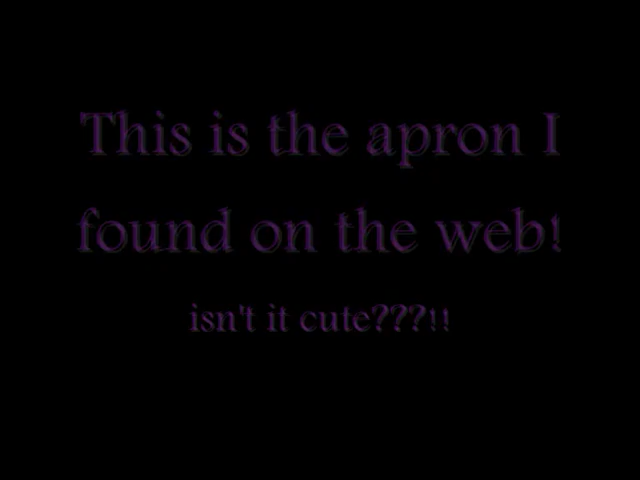 This is the apron I
found on the web!
isn't it cute???!!